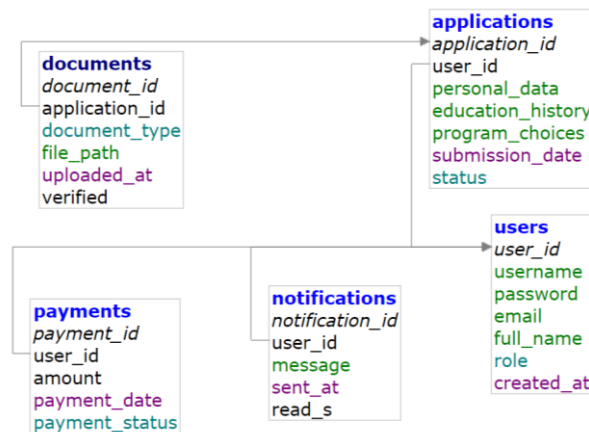 documents
document_id
application_id
document_type
file_path
uploaded_at
verified
applications
application_id
user_id
personal_data
education_history
program_choices
submission_date
status
payments
payment_id
user_id
amount
payment_date
payment_status
notifications
notification_id
user_id
message
sent_at
read_s
users
user_id
username
password
email
full_name
role
created_at